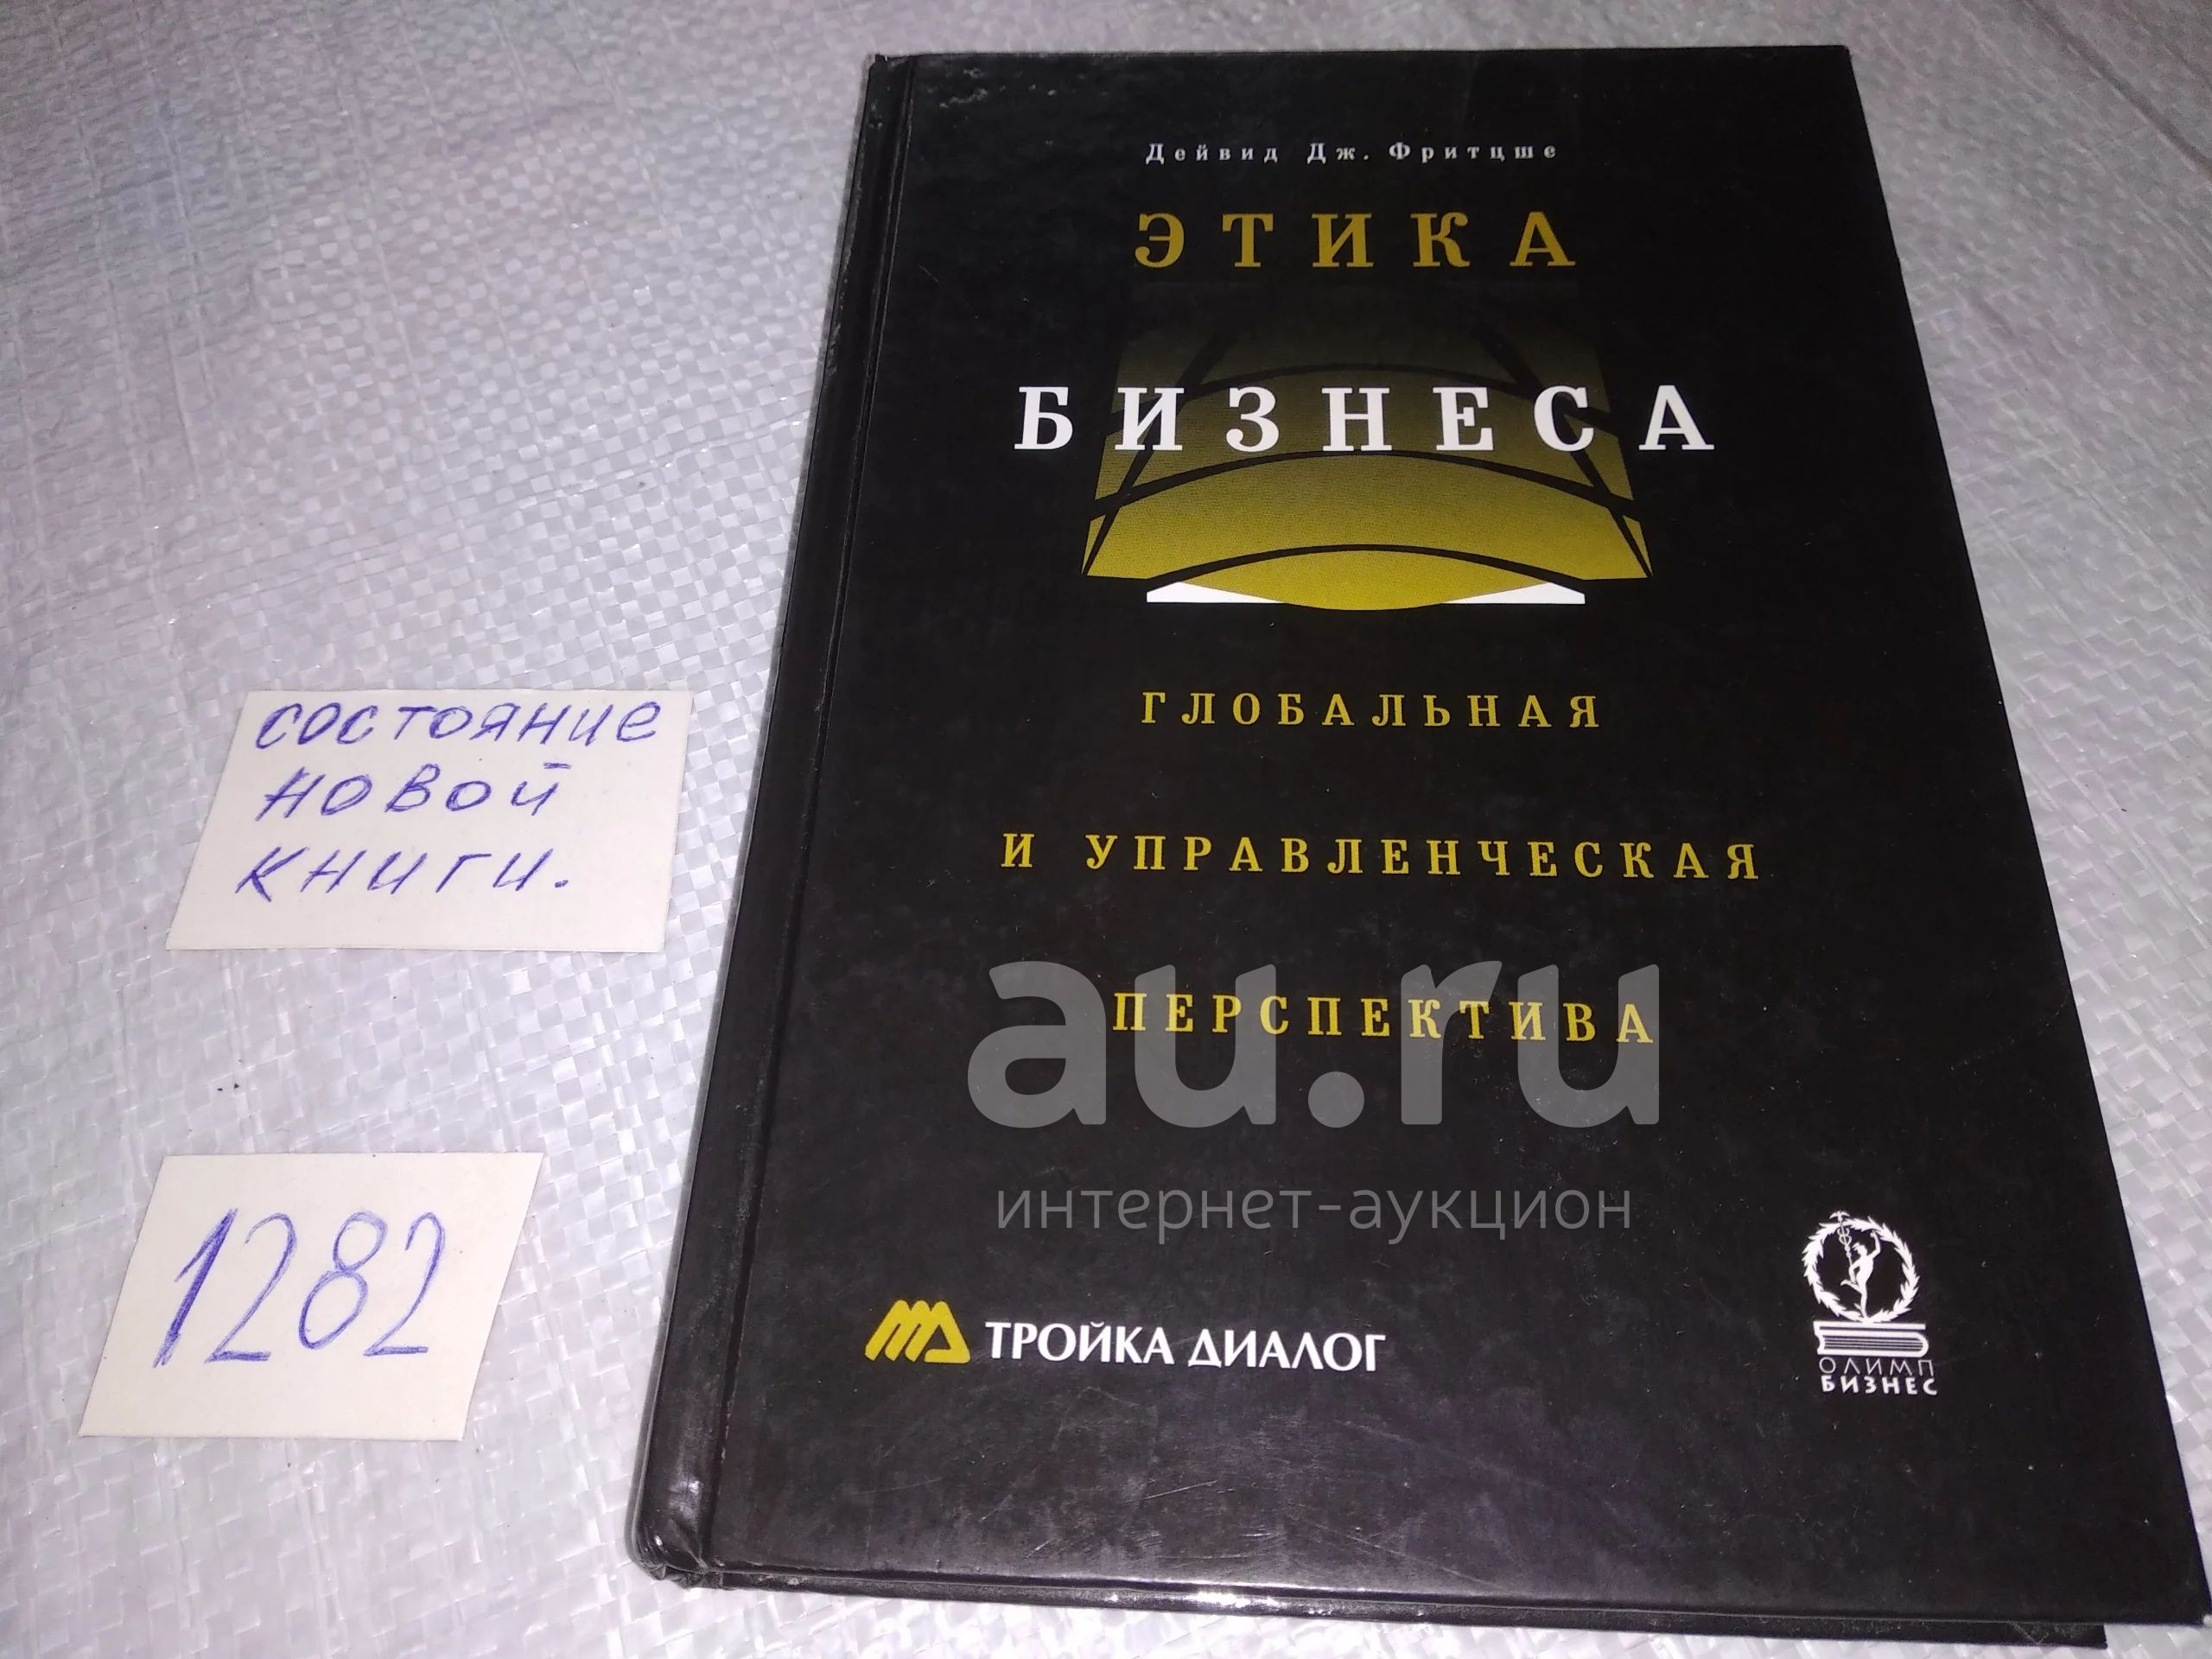 Дейвид Дж. Фритцше
ЭТИКА
БИЗНЕСА
ГЛОБАЛЬНАЯ
И УПРАВЛЕНЧЕСКАЯ
ПЕРСПЕКТИВА
au.ru
интернет-аукцион
ТРОЙКА ДИАЛОГ
ОЛИМП
БИЗНЕС
состояние
новой
книги.
1282